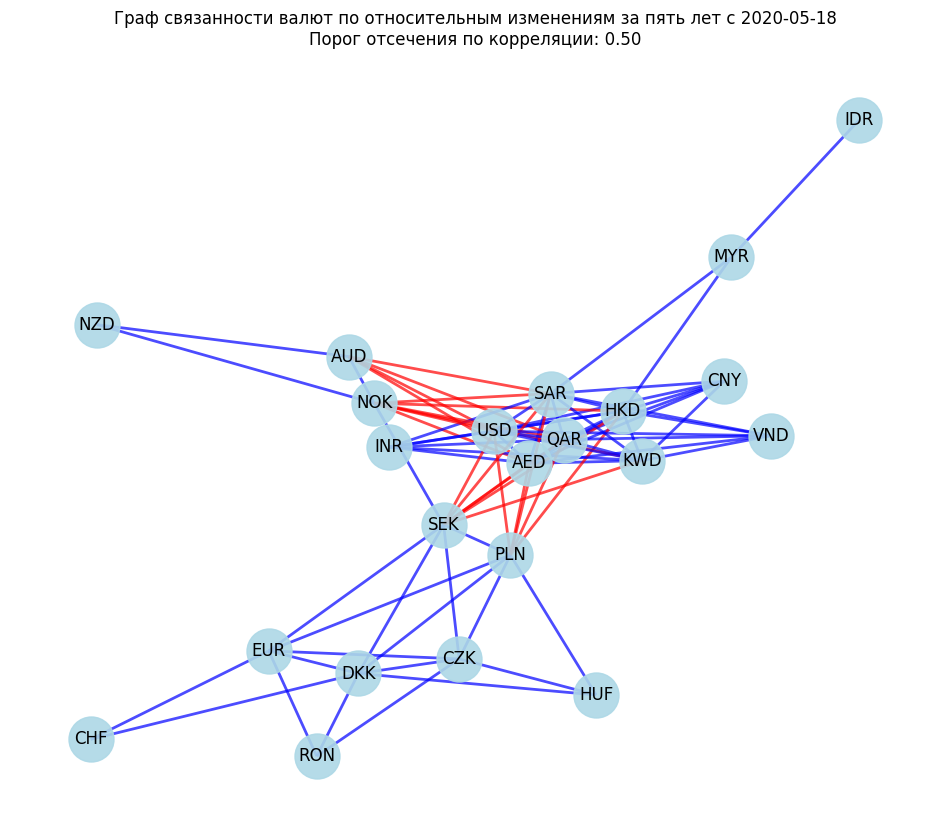 Граф связанности валют по относительным изменениям за пять лет с 2020-05-18
Порог отсечения по корреляции: 0.50
IDR
MYR
NZD
AUD
CNY
SAR
NOK
HKD
USD
VND
QAR
INR
KWD
AED
SEK
PLN
EUR
CZK
DKK
HUF
CHF
RON